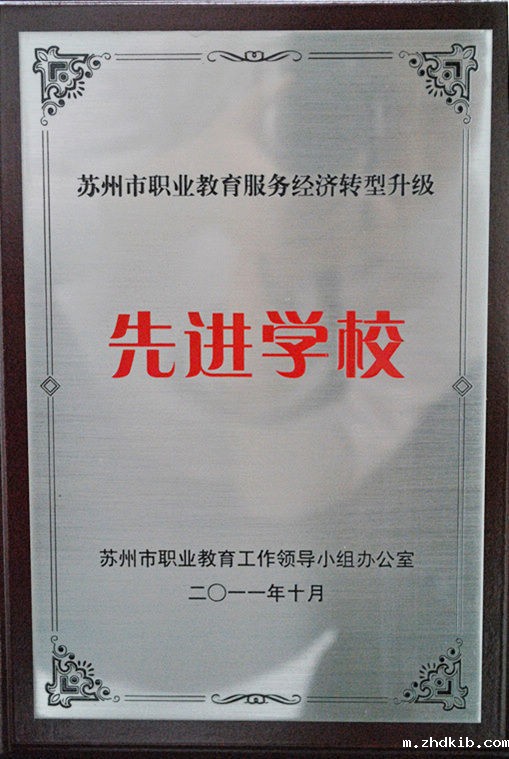 苏州市职业教育服务经济转型升级
先进学校
苏州市职业教育工作领导小组办公室
二〇一一年十月
m.zhdkib.com